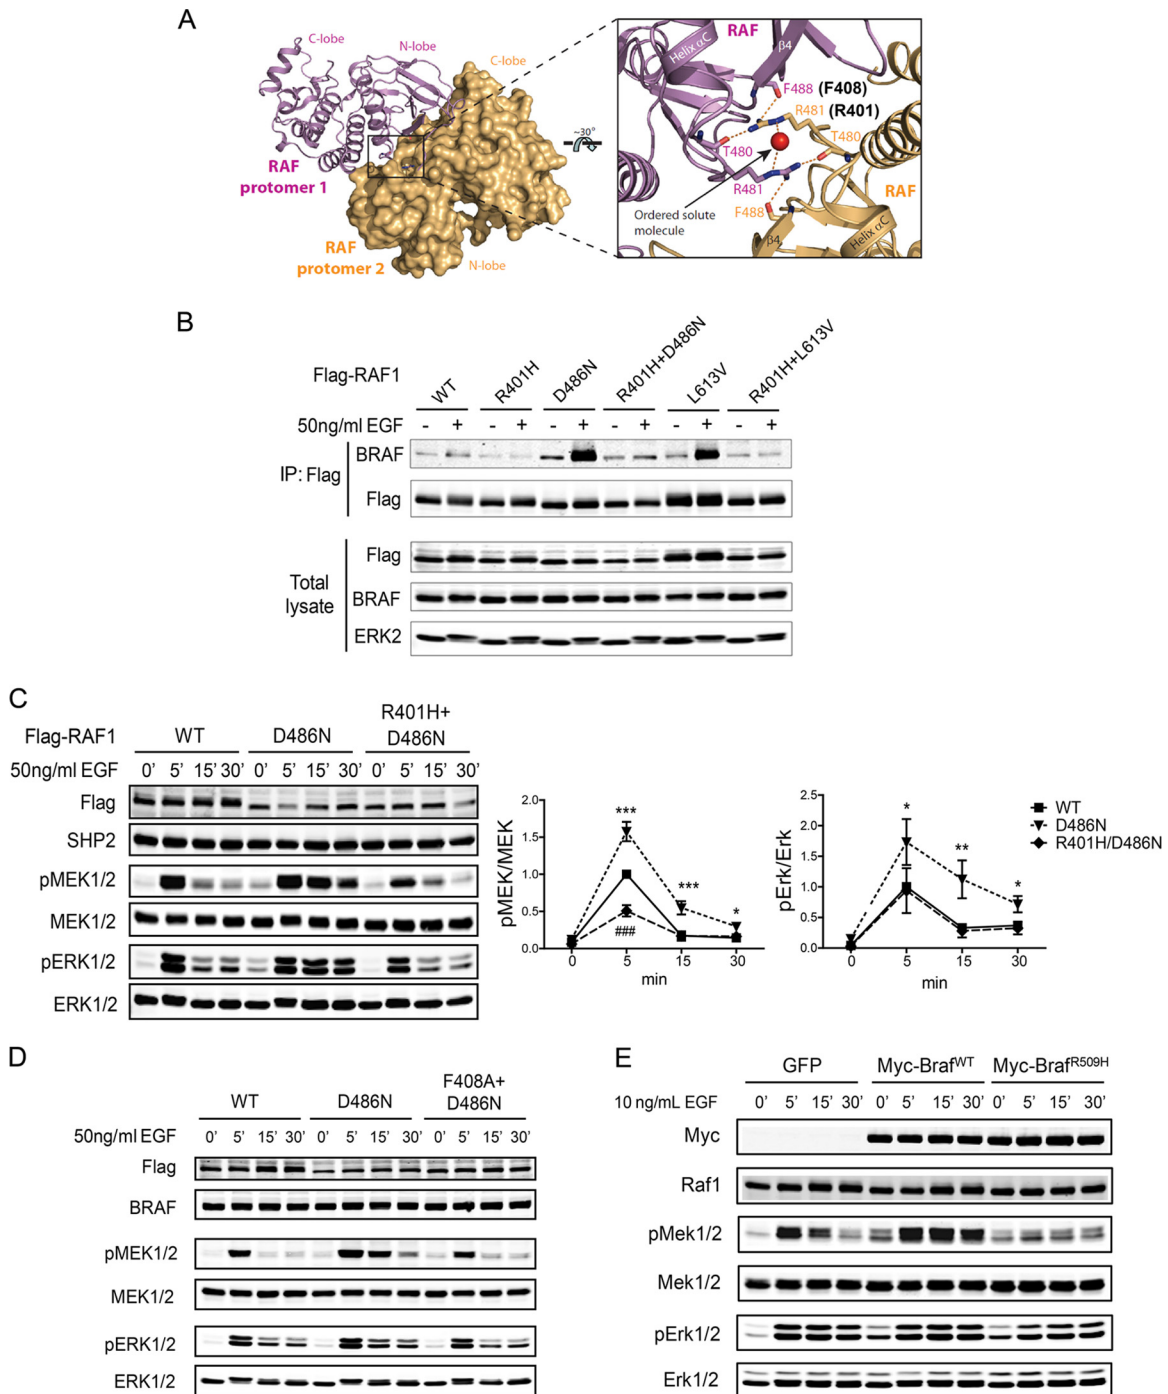 A
C-lobe
N-lobe
C-lobe
RAF
protomer 1
RAF
protomer 2
N-lobe
~30°
RAF
Helix αC
β4
F488 (F408)
R481 (R401)
T480
T480
R481
RAF
Ordered solute
molecule
F488
β4
Helix αC
B
Flag-RAF1
WT
R401H
D486N
R401H+D486N
L613V
R401H+L613V
50ng/ml EGF - + - + - + - + - + - +
IP: Flag
BRAF
Flag
Total
lysate
Flag
BRAF
ERK2
C
Flag-RAF1
WT
D486N
R401H+
D486N
50ng/ml EGF 0' 5' 15' 30' 0' 5' 15' 30' 0' 5' 15' 30'
Flag
SHP2
pMEK1/2
MEK1/2
pERK1/2
ERK1/2
pMEK/MEK
2.0
1.5
1.0
0.5
0.0
***
***
*
###
0 5 15 30
min
pErk/Erk
2.5
2.0
1.5
1.0
0.5
0.0
*
**
*
0 5 15 30
min
WT
D486N
R401H/D486N
D
WT
D486N
F408A+
D486N
50ng/ml EGF 0' 5' 15' 30' 0' 5' 15' 30' 0' 5' 15' 30'
Flag
BRAF
pMEK1/2
MEK1/2
pERK1/2
ERK1/2
E
GFP
Myc-BrafWT
Myc-BrafR509H
10 ng/mL EGF 0' 5' 15' 30' 0' 5' 15' 30' 0' 5' 15' 30'
Myc
Raf1
pMek1/2
Mek1/2
pErk1/2
Erk1/2